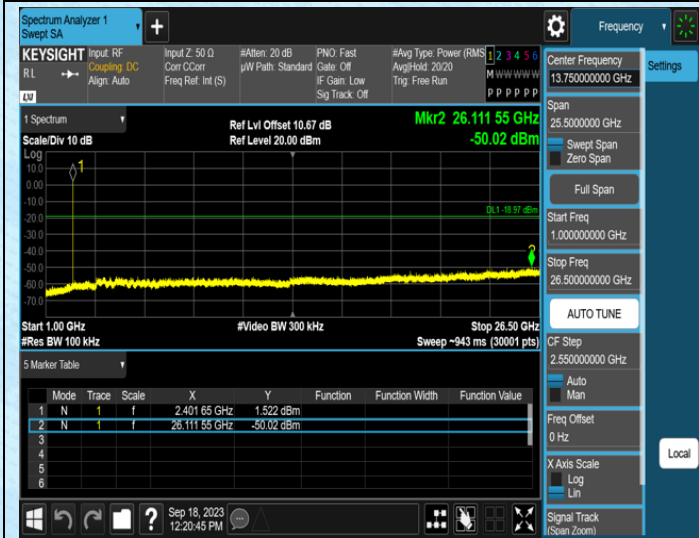 Spectrum Analyzer 1
Swept SA
Frequency
KEYSIGHT
RL
LXI
Input: RF
Coupling: DC
Align: Auto
Input Z: 50 Ω
Corr CCorr
Freq Ref: Int (S)
#Atten: 20 dB
µW Path: Standard
PNO: Fast
Gate: Off
IF Gain: Low
Sig Track: Off
#Avg Type: Power (RMS
Avg|Hold: 20/20
Trig: Free Run
1 2 3 4 5 6
M W W W W W
P P P P P P
Center Frequency
13.750000000 GHz
Settings
1 Spectrum
Scale/Div 10 dB
Ref Lvl Offset 10.67 dB
Ref Level 20.00 dBm
Mkr2 26.111 55 GHz
-50.02 dBm
Span
25.5000000 GHz
Swept Span
Zero Span
Full Span
Start Freq
1.000000000 GHz
Stop Freq
26.500000000 GHz
AUTO TUNE
CF Step
2.550000000 GHz
Auto
Man
Freq Offset
0 Hz
X Axis Scale
Log
Lin
Local
Signal Track
(Span Zoom)
Log
10.0
0.00
-10.0
-20.0
-30.0
-40.0
-50.0
-60.0
-70.0
1
DL1 -18.97 dBm
2
Start 1.00 GHz
#Video BW 300 kHz
Stop 26.50 GHz
#Res BW 100 kHz
Sweep ~943 ms (30001 pts)
5 Marker Table
Mode Trace Scale X Y Function Function Width Function Value
1 N 1 f 2.401 65 GHz 1.522 dBm
2 N 1 f 26.111 55 GHz -50.02 dBm
3
4
5
6
?
Sep 18, 2023
12:20:45 PM